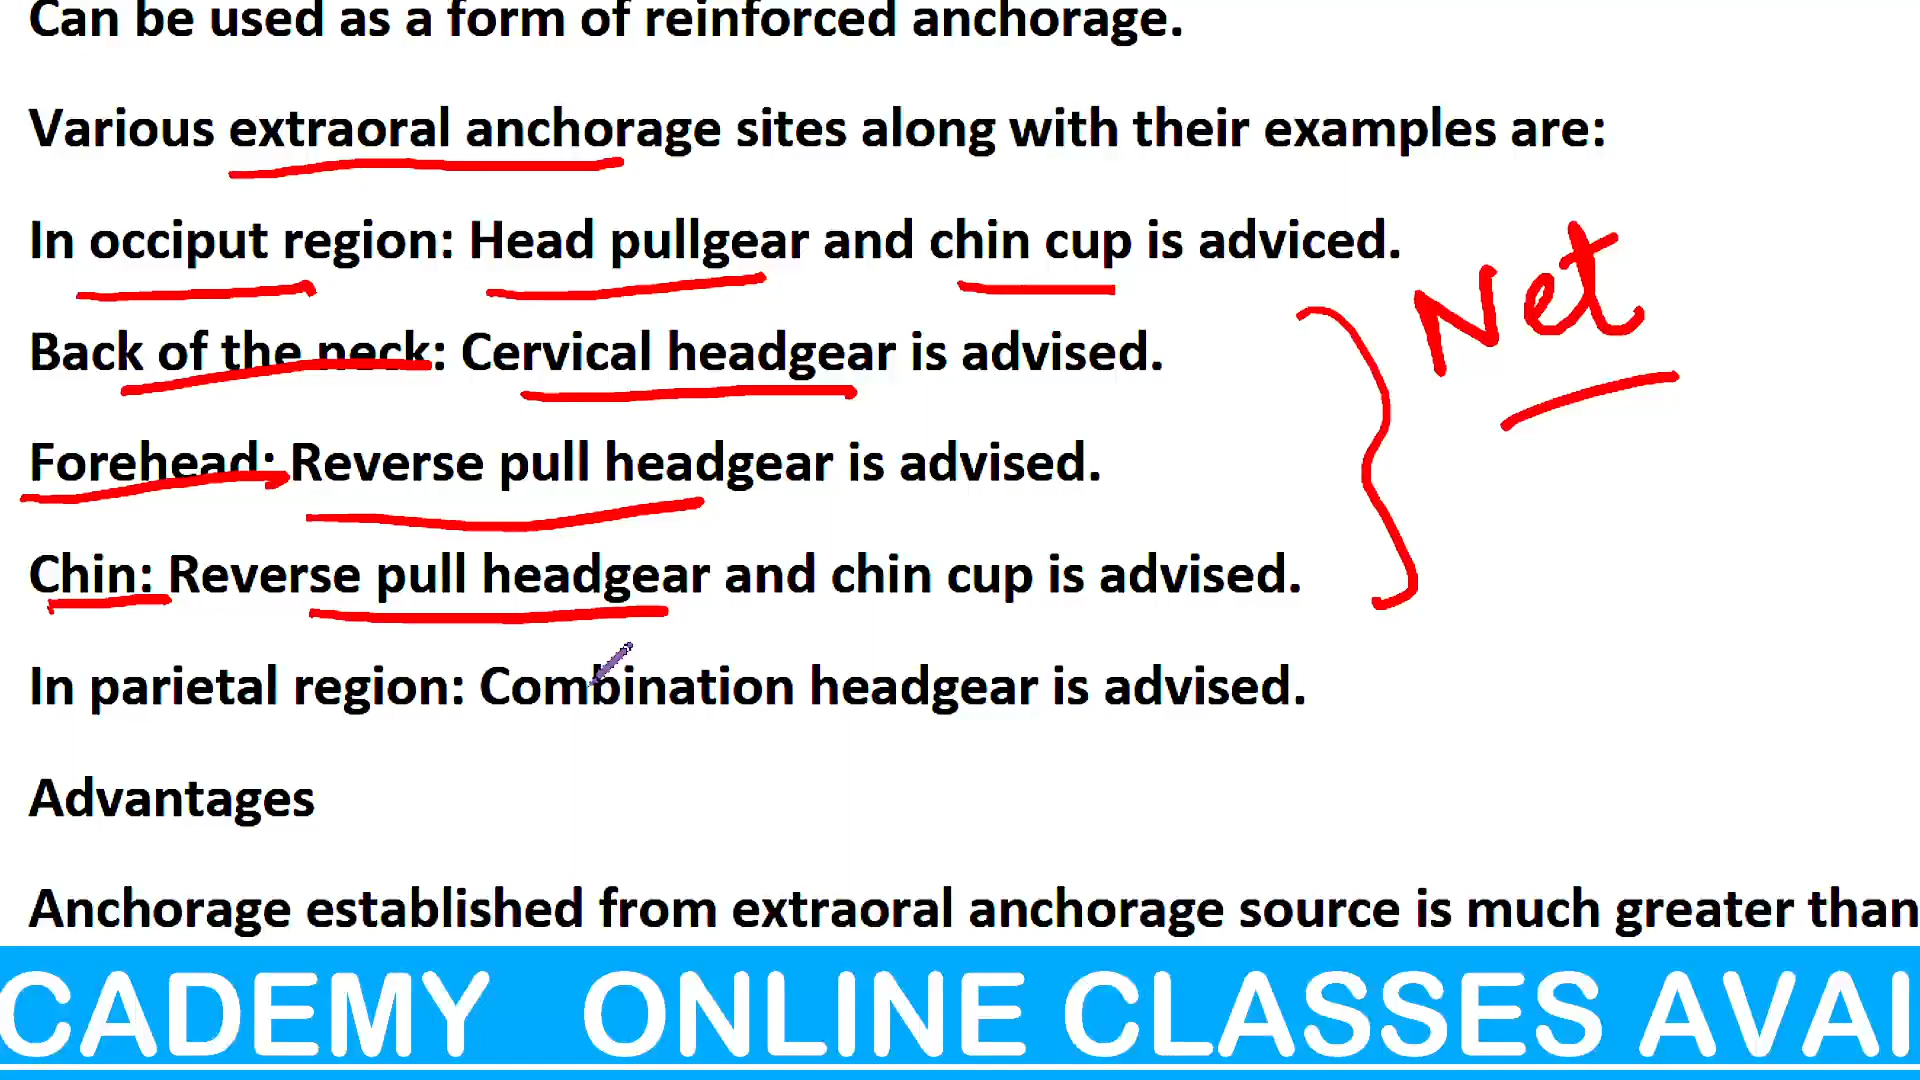 Can be used as a form of reinforced anchorage.
Various extraoral anchorage sites along with their examples are:
In occiput region: Head pullgear and chin cup is adviced.
Net
Back of the neck: Cervical headgear is advised.
Forehead: Reverse pull headgear is advised.
Chin: Reverse pull headgear and chin cup is advised.
In parietal region: Combination headgear is advised.
Advantages
Anchorage established from extraoral anchorage source is much greater than
CADEMY ONLINE CLASSES AVAI